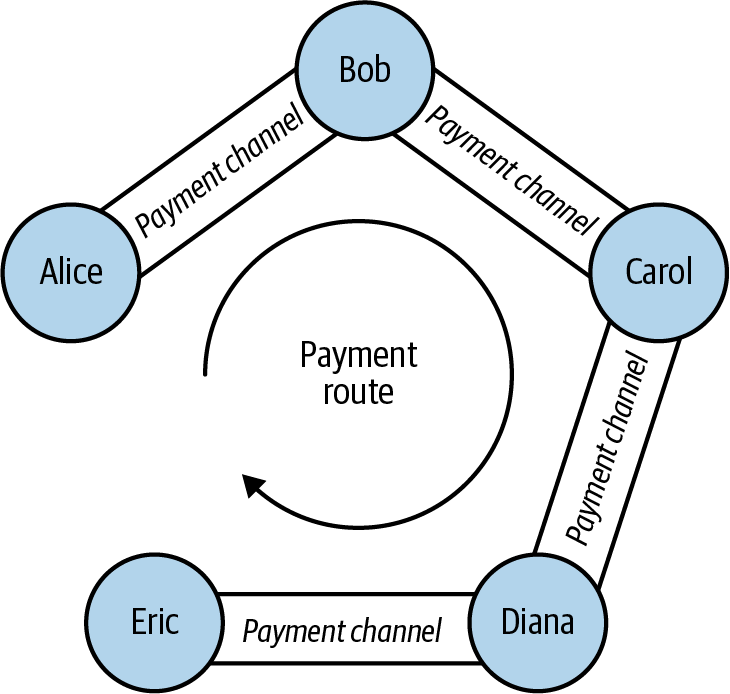 Bob
Payment channel
Payment channel
Alice
Carol
Payment
route
Payment channel
Eric
Payment channel
Diana